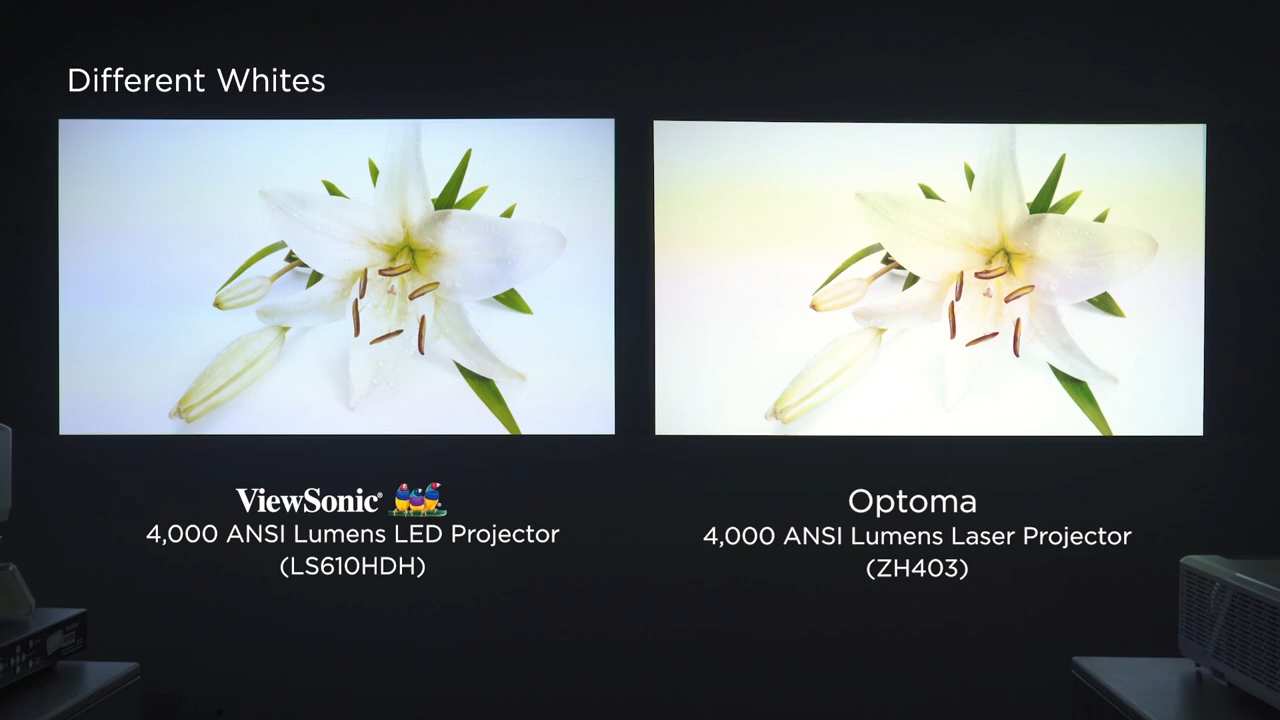 Different Whites
ViewSonic®
4,000 ANSI Lumens LED Projector
(LS610HDH)
Optoma
4,000 ANSI Lumens Laser Projector
(ZH403)